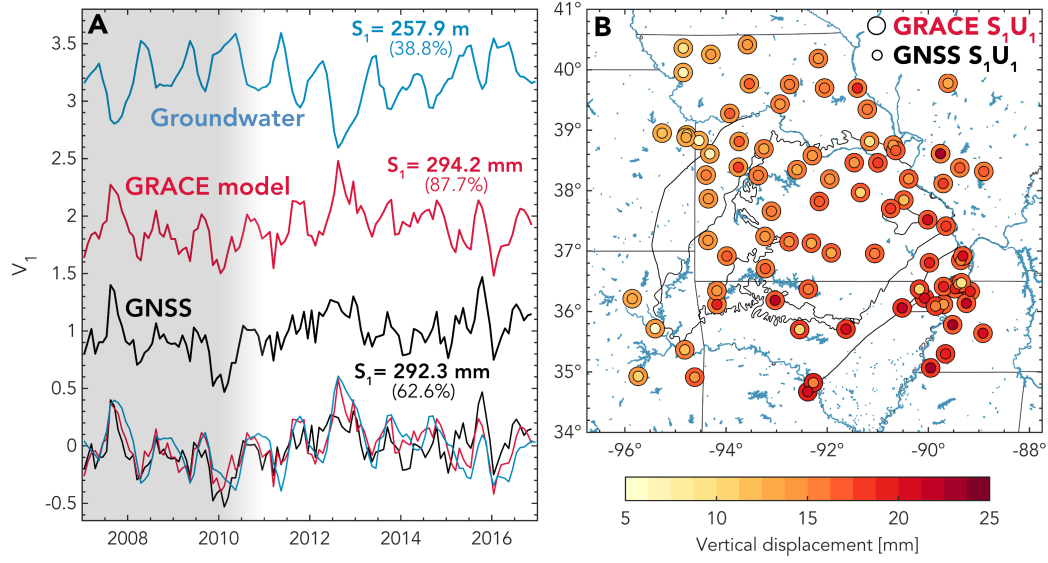 A
S1= 257.9 m
(38.8%)
Groundwater
S1= 294.2 mm
(87.7%)
GRACE model
GNSS
S1= 292.3 mm
(62.6%)
V1
3.5
3
2.5
2
1.5
1
0.5
0
-0.5
2008
2010
2012
2014
2016
B
GRACE S1U1
GNSS S1U1
41°
40°
39°
38°
37°
36°
35°
34°
-96°
-94°
-92°
-90°
-88°
5
10
15
20
25
Vertical displacement [mm]